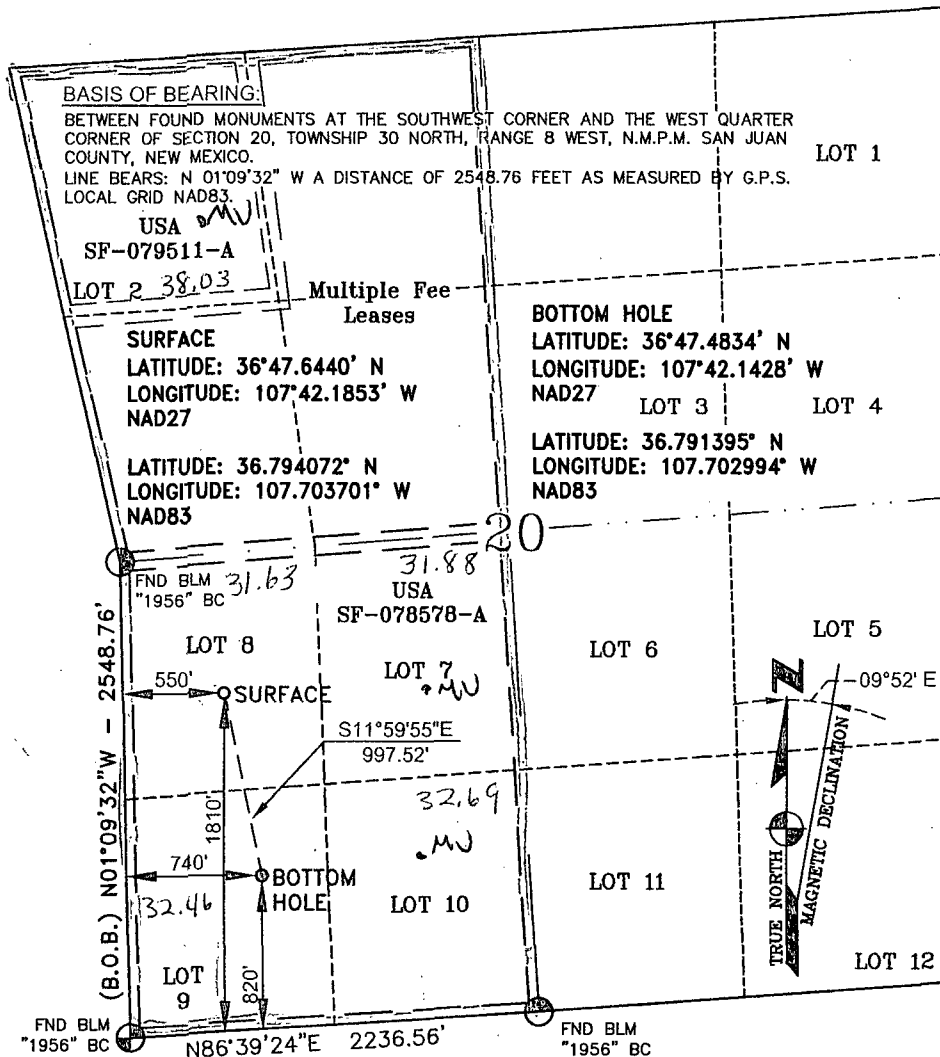 BASIS OF BEARING:
BETWEEN FOUND MONUMENTS AT THE SOUTHWEST CORNER AND THE WEST QUARTER
CORNER OF SECTION 20, TOWNSHIP 30 NORTH, RANGE 8 WEST, N.M.P.M. SAN JUAN
COUNTY, NEW MEXICO.
LINE BEARS: N 01°09'32" W A DISTANCE OF 2548.76 FEET AS MEASURED BY G.P.S.
LOCAL GRID NAD83.
LOT 1
USA MV
SF-079511-A
LOT 2 38.03
Multiple Fee
Leases
SURFACE
LATITUDE: 36°47.6440' N
LONGITUDE: 107°42.1853' W
NAD27
LATITUDE: 36.794072° N
LONGITUDE: 107.703701° W
NAD83
BOTTOM HOLE
LATITUDE: 36°47.4834' N
LONGITUDE: 107°42.1428' W
NAD27
LOT 3
LOT 4
LATITUDE: 36.791395° N
LONGITUDE: 107.702994° W
NAD83
20
FND BLM
"1956" BC
31.63
31.88
USA
SF-078578-A
LOT 8
LOT 7
MV
LOT 6
LOT 5
550'
SURFACE
S11°59'55"E
997.52'
09°52' E
(B.O.B.) N01°09'32"W - 2548.76'
1810'
32.69
MV
740'
BOTTOM
HOLE
32.46
LOT 10
LOT 11
TRUE NORTH
MAGNETIC DECLINATION
LOT
9
820'
LOT 12
FND BLM
"1956" BC
N86°39'24"E 2236.56'
FND BLM
"1956" BC